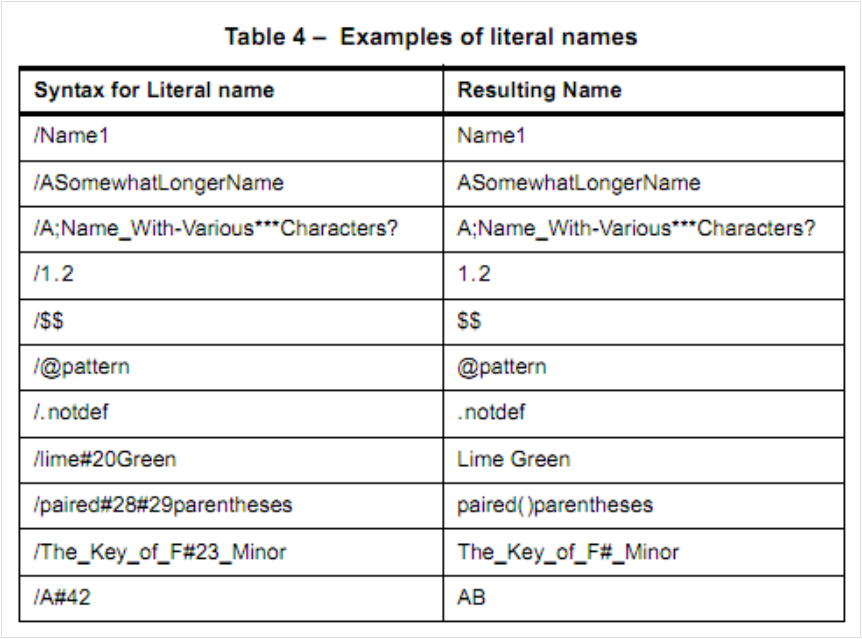 Table 4 – Examples of literal names
Syntax for Literal name Resulting Name
/Name1 Name1
/ASomewhatLongerName ASomewhatLongerName
/A;Name_With-Various***Characters? A;Name_With-Various***Characters?
/1.2 1.2
/$$ $$
/@pattern @pattern
/.notdef .notdef
/lime#20Green Lime Green
/paired#28#29parentheses paired()parentheses
/The_Key_of_F#23_Minor The_Key_of_F#_Minor
/A#42 AB